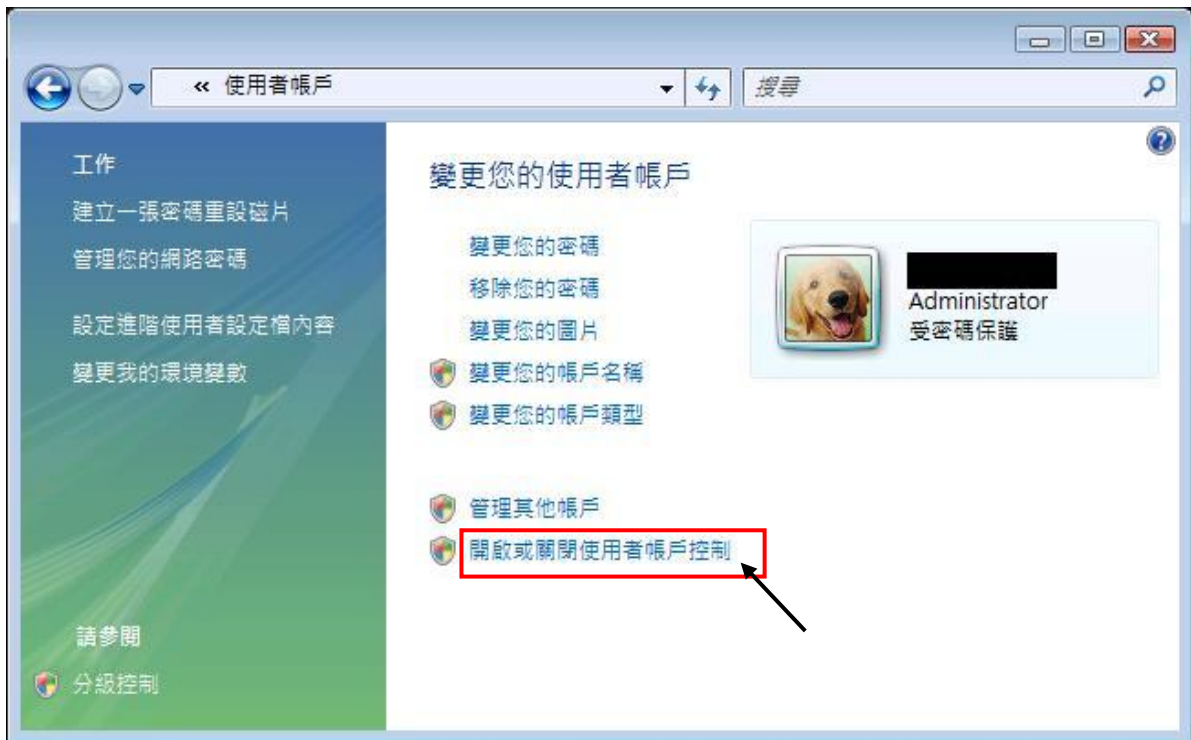 « 使用者帳戶
搜尋
工作
建立一張密碼重設磁片
管理您的網路密碼
設定進階使用者設定檔內容
變更我的環境變數
請參閱
分級控制
變更您的使用者帳戶
變更您的密碼
移除您的密碼
變更您的圖片
變更您的帳戶名稱
變更您的帳戶類型
管理其他帳戶
開啟或關閉使用者帳戶控制
Administrator
受密碼保護